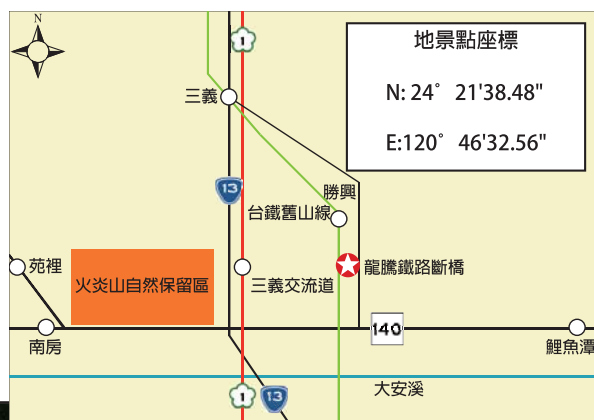 N
1
地景點座標
N: 24° 21'38.48"
E:120° 46'32.56"
三義
13
勝興
台鐵舊山線
苑裡
火炎山自然保留區
三義交流道
龍騰鐵路斷橋
140
南房
鯉魚潭
大安溪
1
13